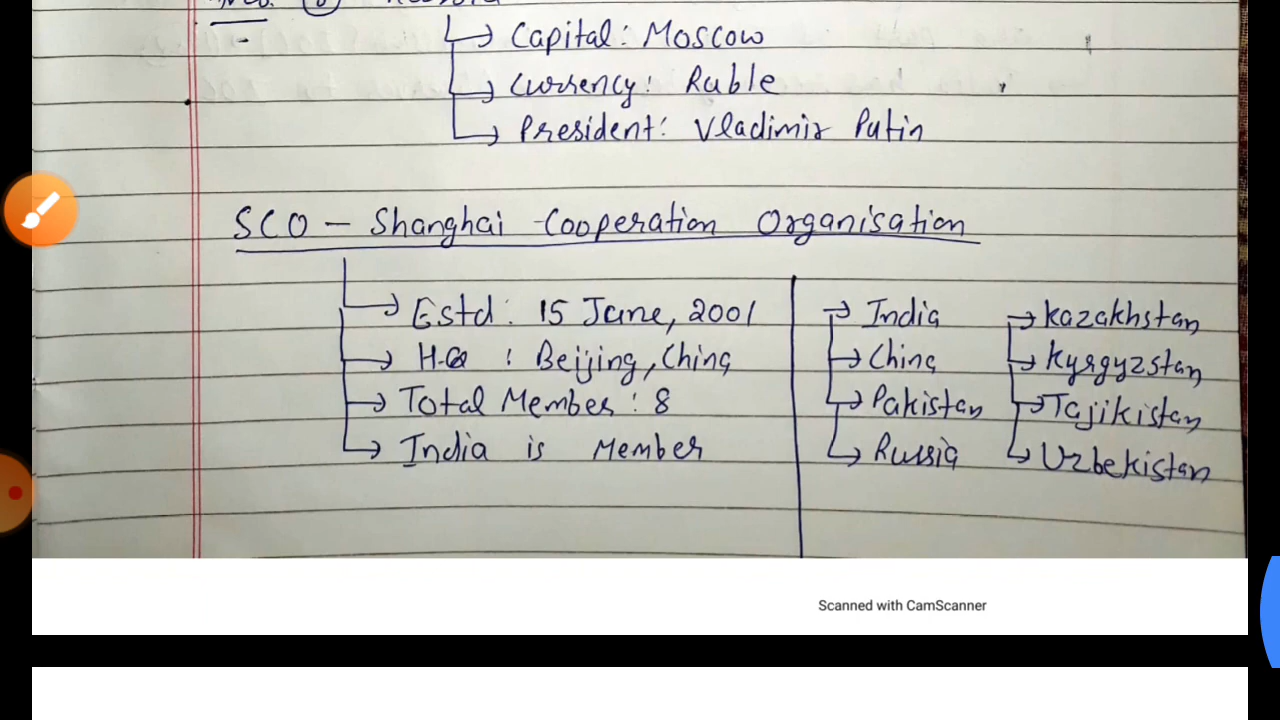 Capital: Moscow
Currency: Ruble
President: Vladimir Putin
SCO – Shanghai Cooperation Organisation
Estd: 15 June, 2001
H.Q : Beijing, China
Total Member: 8
India is Member
India
China
Pakistan
Russia
Kazakhstan
Kyrgyzstan
Tajikistan
Uzbekistan
Scanned with CamScanner